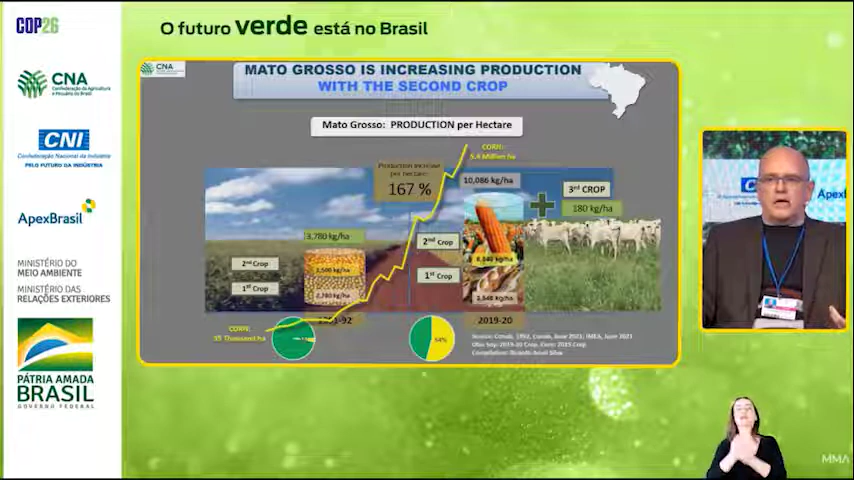 COP26
O futuro verde está no Brasil
CNA
Confederação da Agricultura
e Pecuária do Brasil
CNI
Confederação Nacional da Indústria
PELO FUTURO DA INDÚSTRIA
ApexBrasil
MINISTÉRIO DO
MEIO AMBIENTE
MINISTÉRIO DAS
RELAÇÕES EXTERIORES
PÁTRIA AMADA
BRASIL
GOVERNO FEDERAL
CNA
MATO GROSSO IS INCREASING PRODUCTION
WITH THE SECOND CROP
Mato Grosso: PRODUCTION per Hectare
CORN:
5.4 Million ha
Production increase
per hectare:
167 %
10,086 kg/ha
3rd CROP
180 kg/ha
3,780 kg/ha
2nd Crop
1st Crop
2nd Crop
1st Crop
CORN:
2019-20
54%
MMA